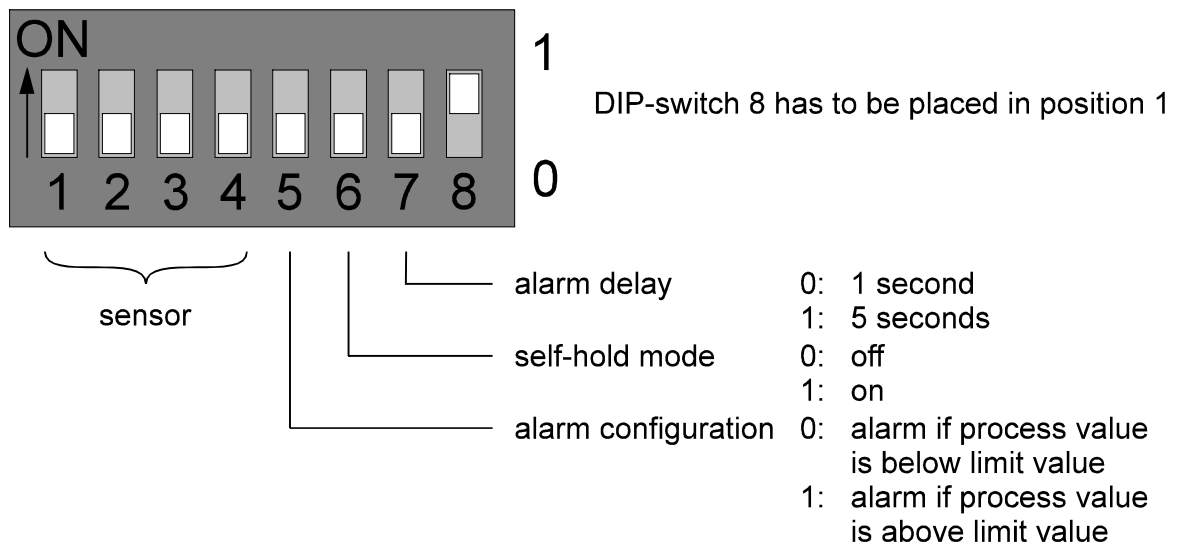 ON
1
DIP-switch 8 has to be placed in position 1
1 2 3 4 5 6 7 8
0
sensor
alarm delay 0: 1 second
1: 5 seconds
self-hold mode 0: off
1: on
alarm configuration 0: alarm if process value
is below limit value
1: alarm if process value
is above limit value